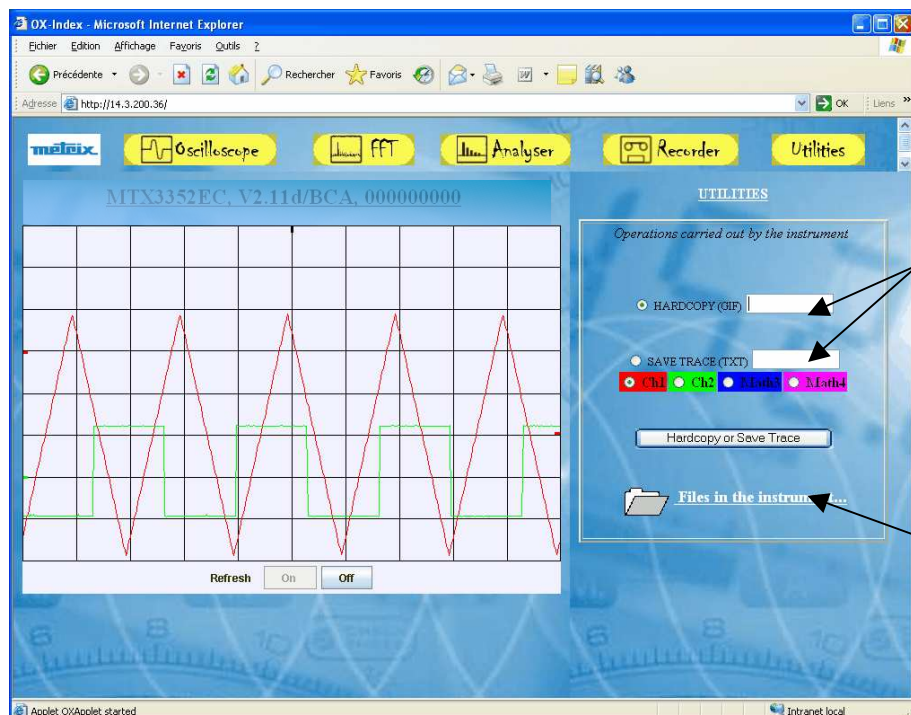 OX-Index - Microsoft Internet Explorer
Fichier Edition Affichage Favoris Outils ?
Précédente Rechercher Favoris
Adresse http://14.3.200.36/ OK Liens »
metrix Oscilloscope FFT Analyser Recorder Utilities
MTX3352EC, V2.11d/BCA, 000000000
UTILITIES
Operations carried out by the instrument
HARDCOPY (GIF)
SAVE TRACE (TXT)
Ch1 Ch2 Math3 Math4
Hardcopy or Save Trace
Files in the instrument...
Refresh On Off
Applet OXApplet started Intranet local